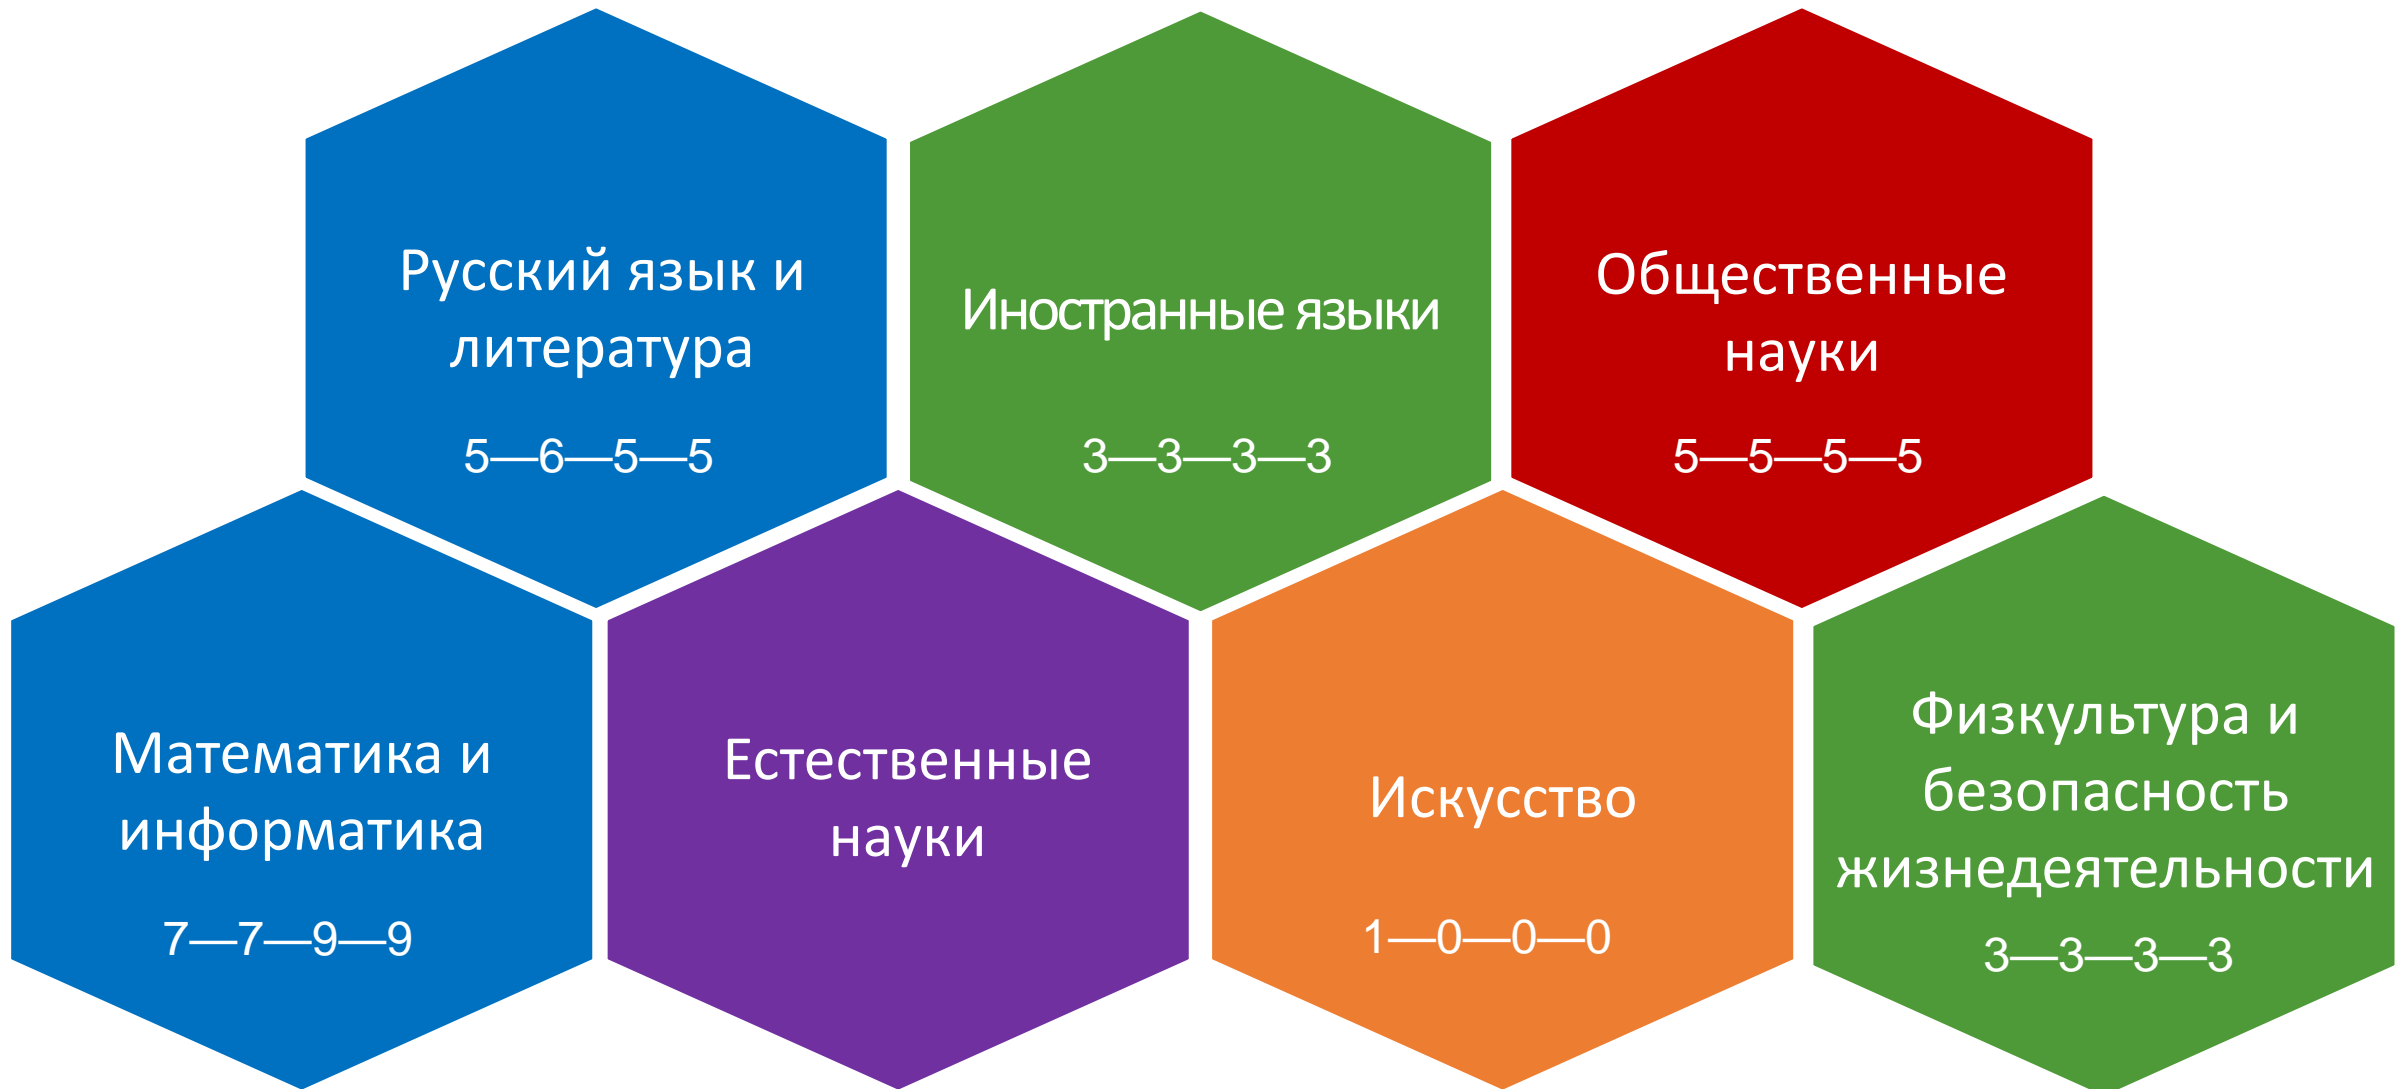 Русский язык и
литература
5—6—5—5
Иностранные языки
3—3—3—3
Общественные
науки
5—5—5—5
Математика и
информатика
7—7—9—9
Естественные
науки
Искусство
1—0—0—0
Физкультура и
безопасность
жизнедеятельности
3—3—3—3